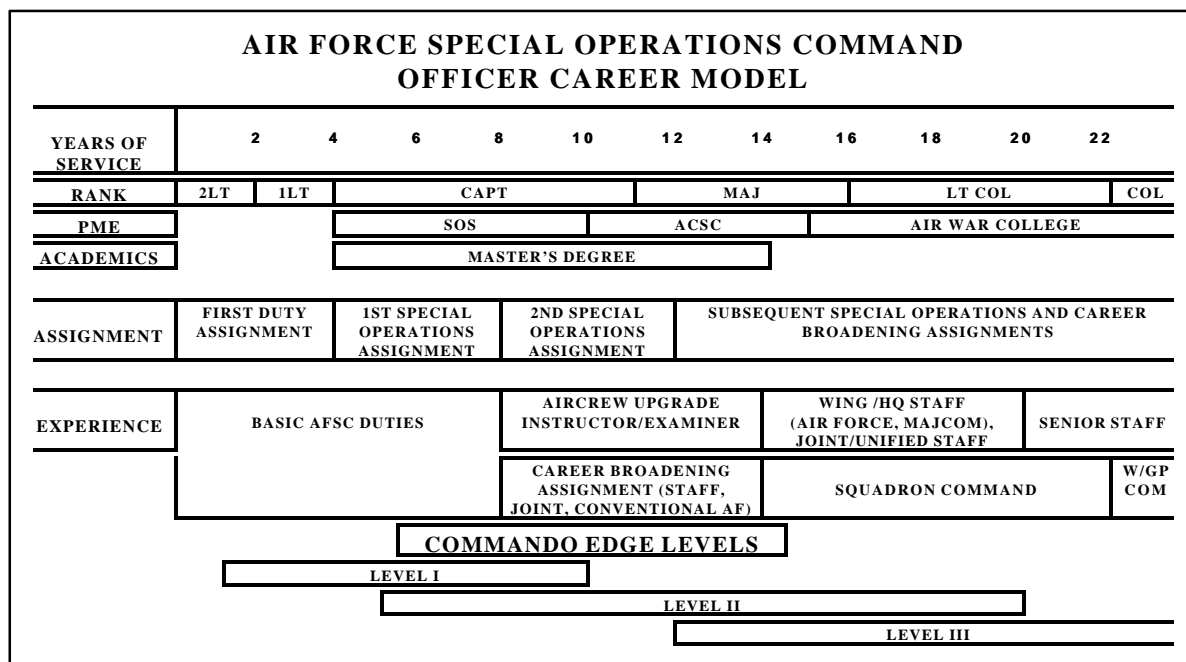 AIR FORCE SPECIAL OPERATIONS COMMAND
OFFICER CAREER MODEL
YEARS OF
SERVICE
2 4 6 8 10 12 14 16 18 20 22
RANK 2LT 1LT CAPT MAJ LT COL COL
PME SOS ACSC AIR WAR COLLEGE
ACADEMICS MASTER'S DEGREE
ASSIGNMENT
FIRST DUTY
ASSIGNMENT
1ST SPECIAL
OPERATIONS
ASSIGNMENT
2ND SPECIAL
OPERATIONS
ASSIGNMENT
SUBSEQUENT SPECIAL OPERATIONS AND CAREER
BROADENING ASSIGNMENTS
EXPERIENCE
BASIC AFSC DUTIES
AIRCREW UPGRADE
INSTRUCTOR/EXAMINER
WING /HQ STAFF
(AIR FORCE, MAJCOM),
JOINT/UNIFIED STAFF
SENIOR STAFF
CAREER BROADENING
ASSIGNMENT (STAFF,
JOINT, CONVENTIONAL AF)
SQUADRON COMMAND
W/GP
COM
COMMANDO EDGE LEVELS
LEVEL I
LEVEL II
LEVEL III